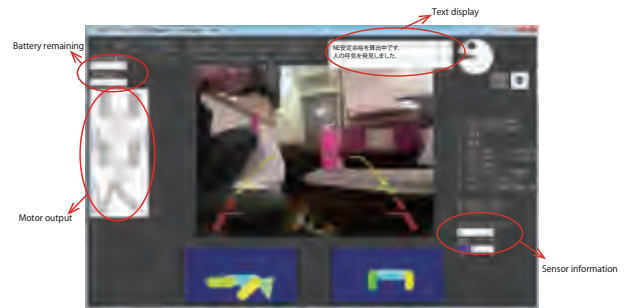 Text display
Battery remaining
NE安定余裕を算出中です.
人の呼気を発見しました.
Motor output
Sensor information